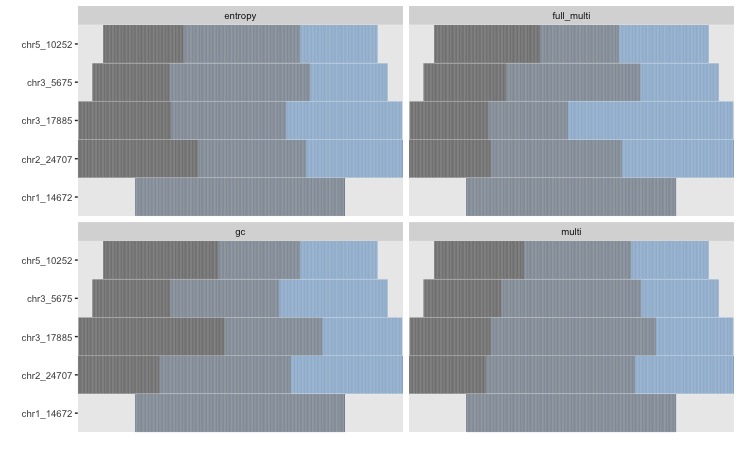 entropy
full_multi
chr5_10252
chr3_5675
chr3_17885
chr2_24707
chr1_14672
gc
multi
chr5_10252
chr3_5675
chr3_17885
chr2_24707
chr1_14672